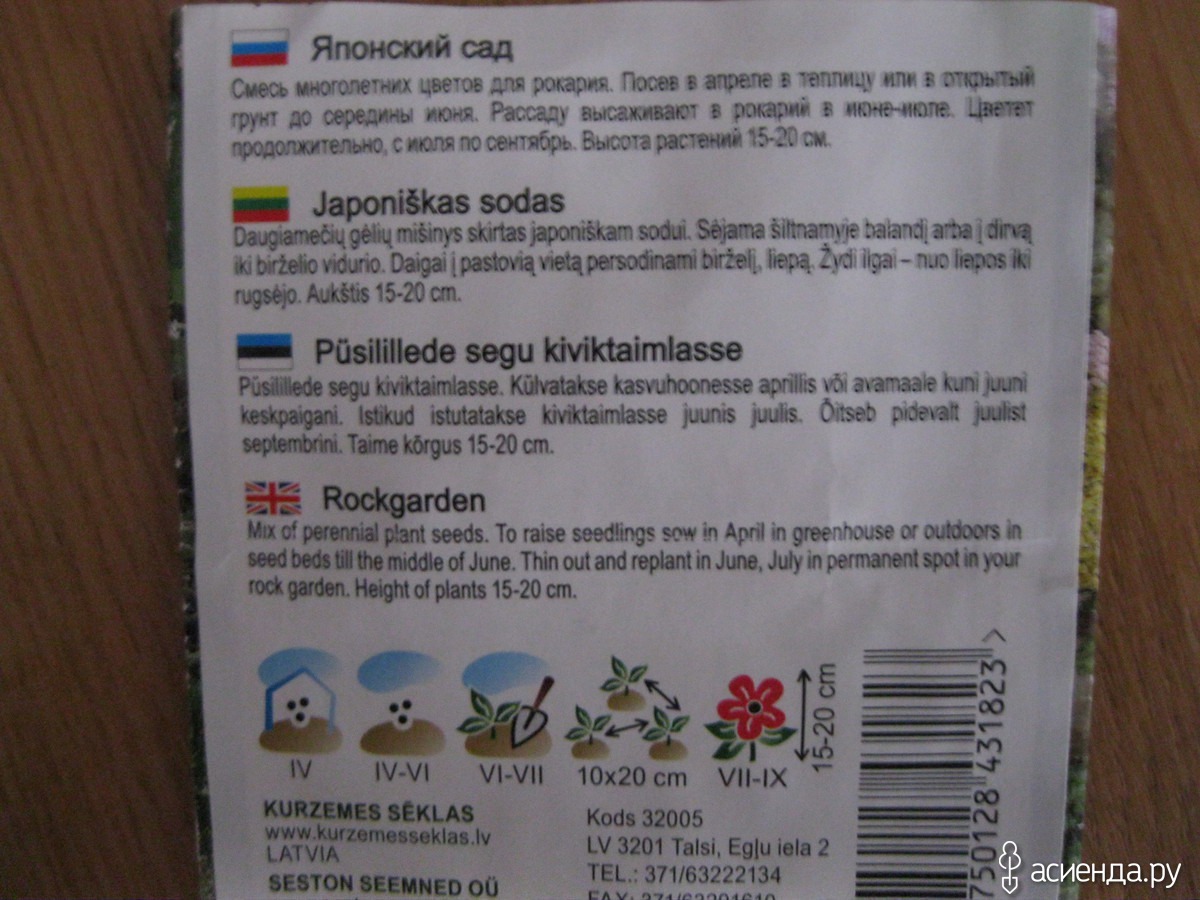 Японский сад
Смесь многолетних цветов для рокария. Посев в апреле в теплицу или в открытый
грунт до середины июня. Рассаду высаживают в рокарий в июне-июле. Цветет
продолжительно, с июля по сентябрь. Высота растений 15-20 см.
Japoniškas sodas
Daugiamečių gėlių mišinys skirtas japoniškam sodui. Sėjama šiltnamyje balandį arba į dirvą
iki birželio vidurio. Daigai į pastovią vietą persodinami birželį, liepą. Žydi ilgai – nuo liepos iki
rugsėjo. Aukštis 15-20 cm.
Püsilillede segu kiviktaimlasse
Püsilillede segu kiviktaimlasse. Külvatakse kasvuhoonesse aprillis või avamaale kuni juuni
keskpaigani. Istikud istutatakse kiviktaimlasse juunis juulis. Õitseb pidevalt juulist
septembrini. Taime kõrgus 15-20 cm.
Rockgarden
Mix of perennial plant seeds. To raise seedlings sow in April in greenhouse or outdoors in
seed beds till the middle of June. Thin out and replant in June, July in permanent spot in your
rock garden. Height of plants 15-20 cm.
15-20 cm
IV IV-VI VI-VII 10x20 cm VII-IX
KURZEMES SĒKLAS
www.kurzemesseklas.lv
LATVIA
SESTON SEEMNED OÜ
Kods 32005
LV 3201 Talsi, Egļu iela 2
TEL.: 371/63222134
FAX: 371/63291610
750128 431823 >
асиенда.ру